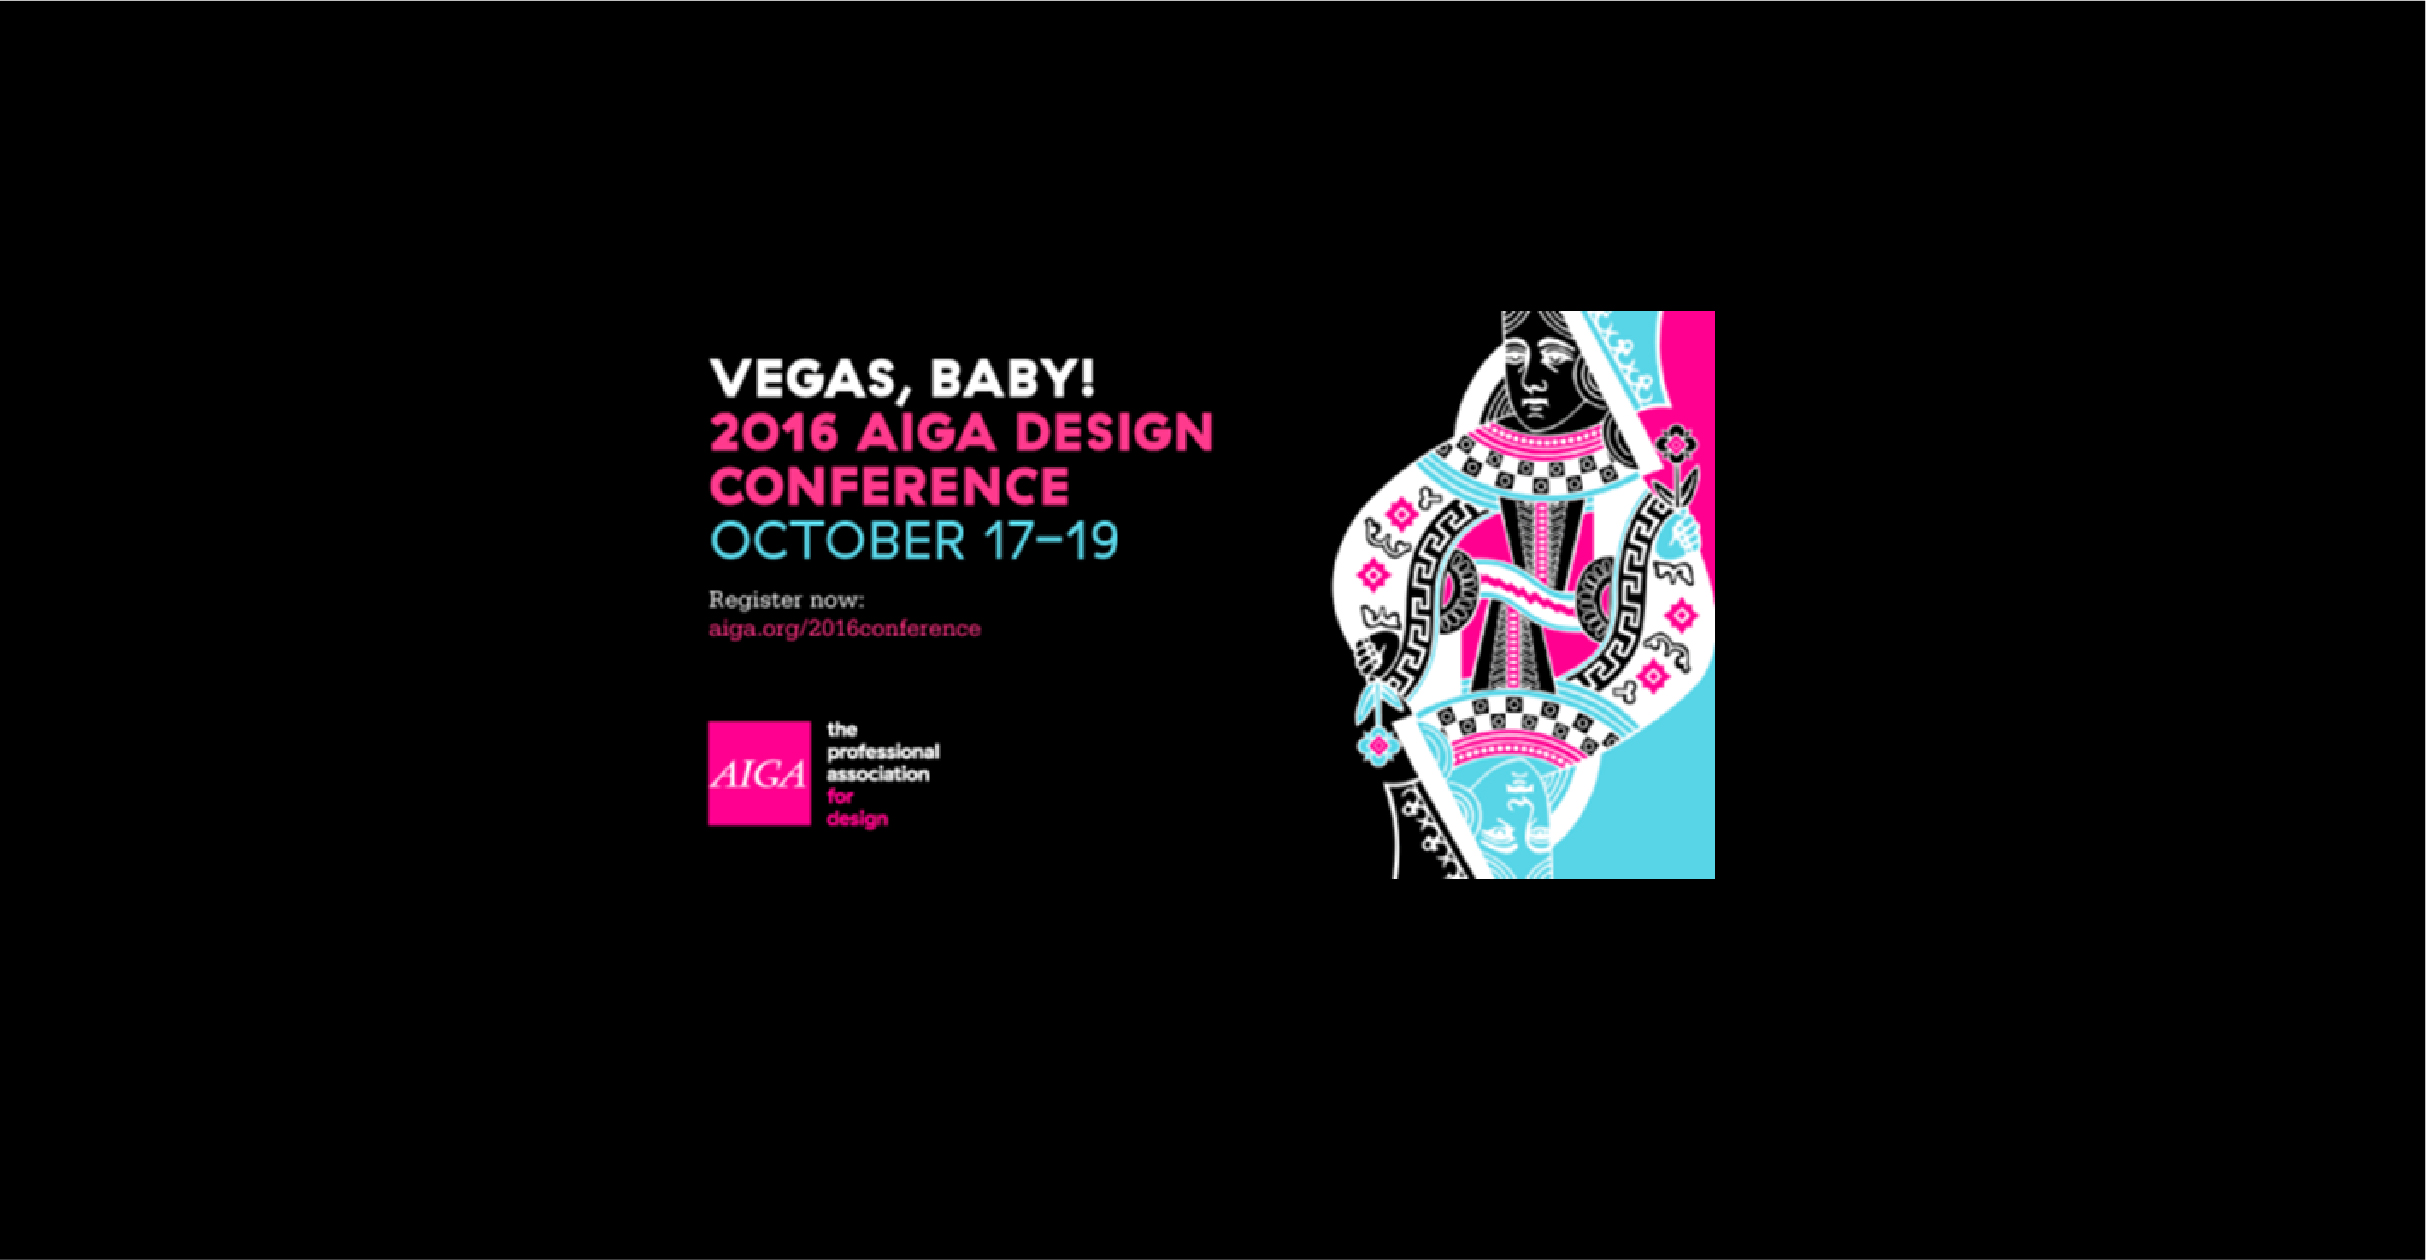 VEGAS, BABY!
2016 AIGA DESIGN
CONFERENCE
OCTOBER 17–19
Register now:
aiga.org/2016conference
AIGA
the
professional
association
for
design